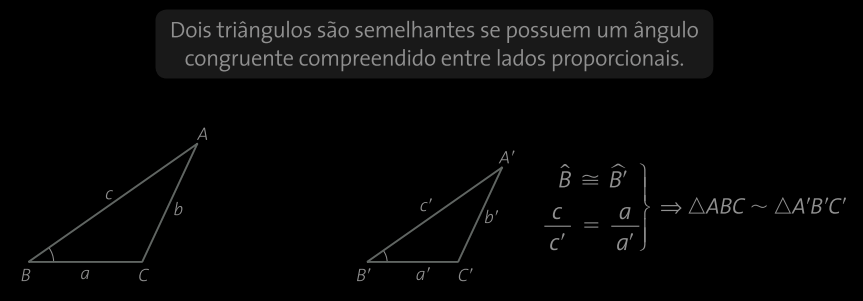 Dois triângulos são semelhantes se possuem um ângulo
congruente compreendido entre lados proporcionais.
A
c
b
B
a
C
A'
c'
b'
B'
a'
C'
B̂ ≅ B̂'
c/c' = a/a'
⇒ △ABC ~ △A'B'C'